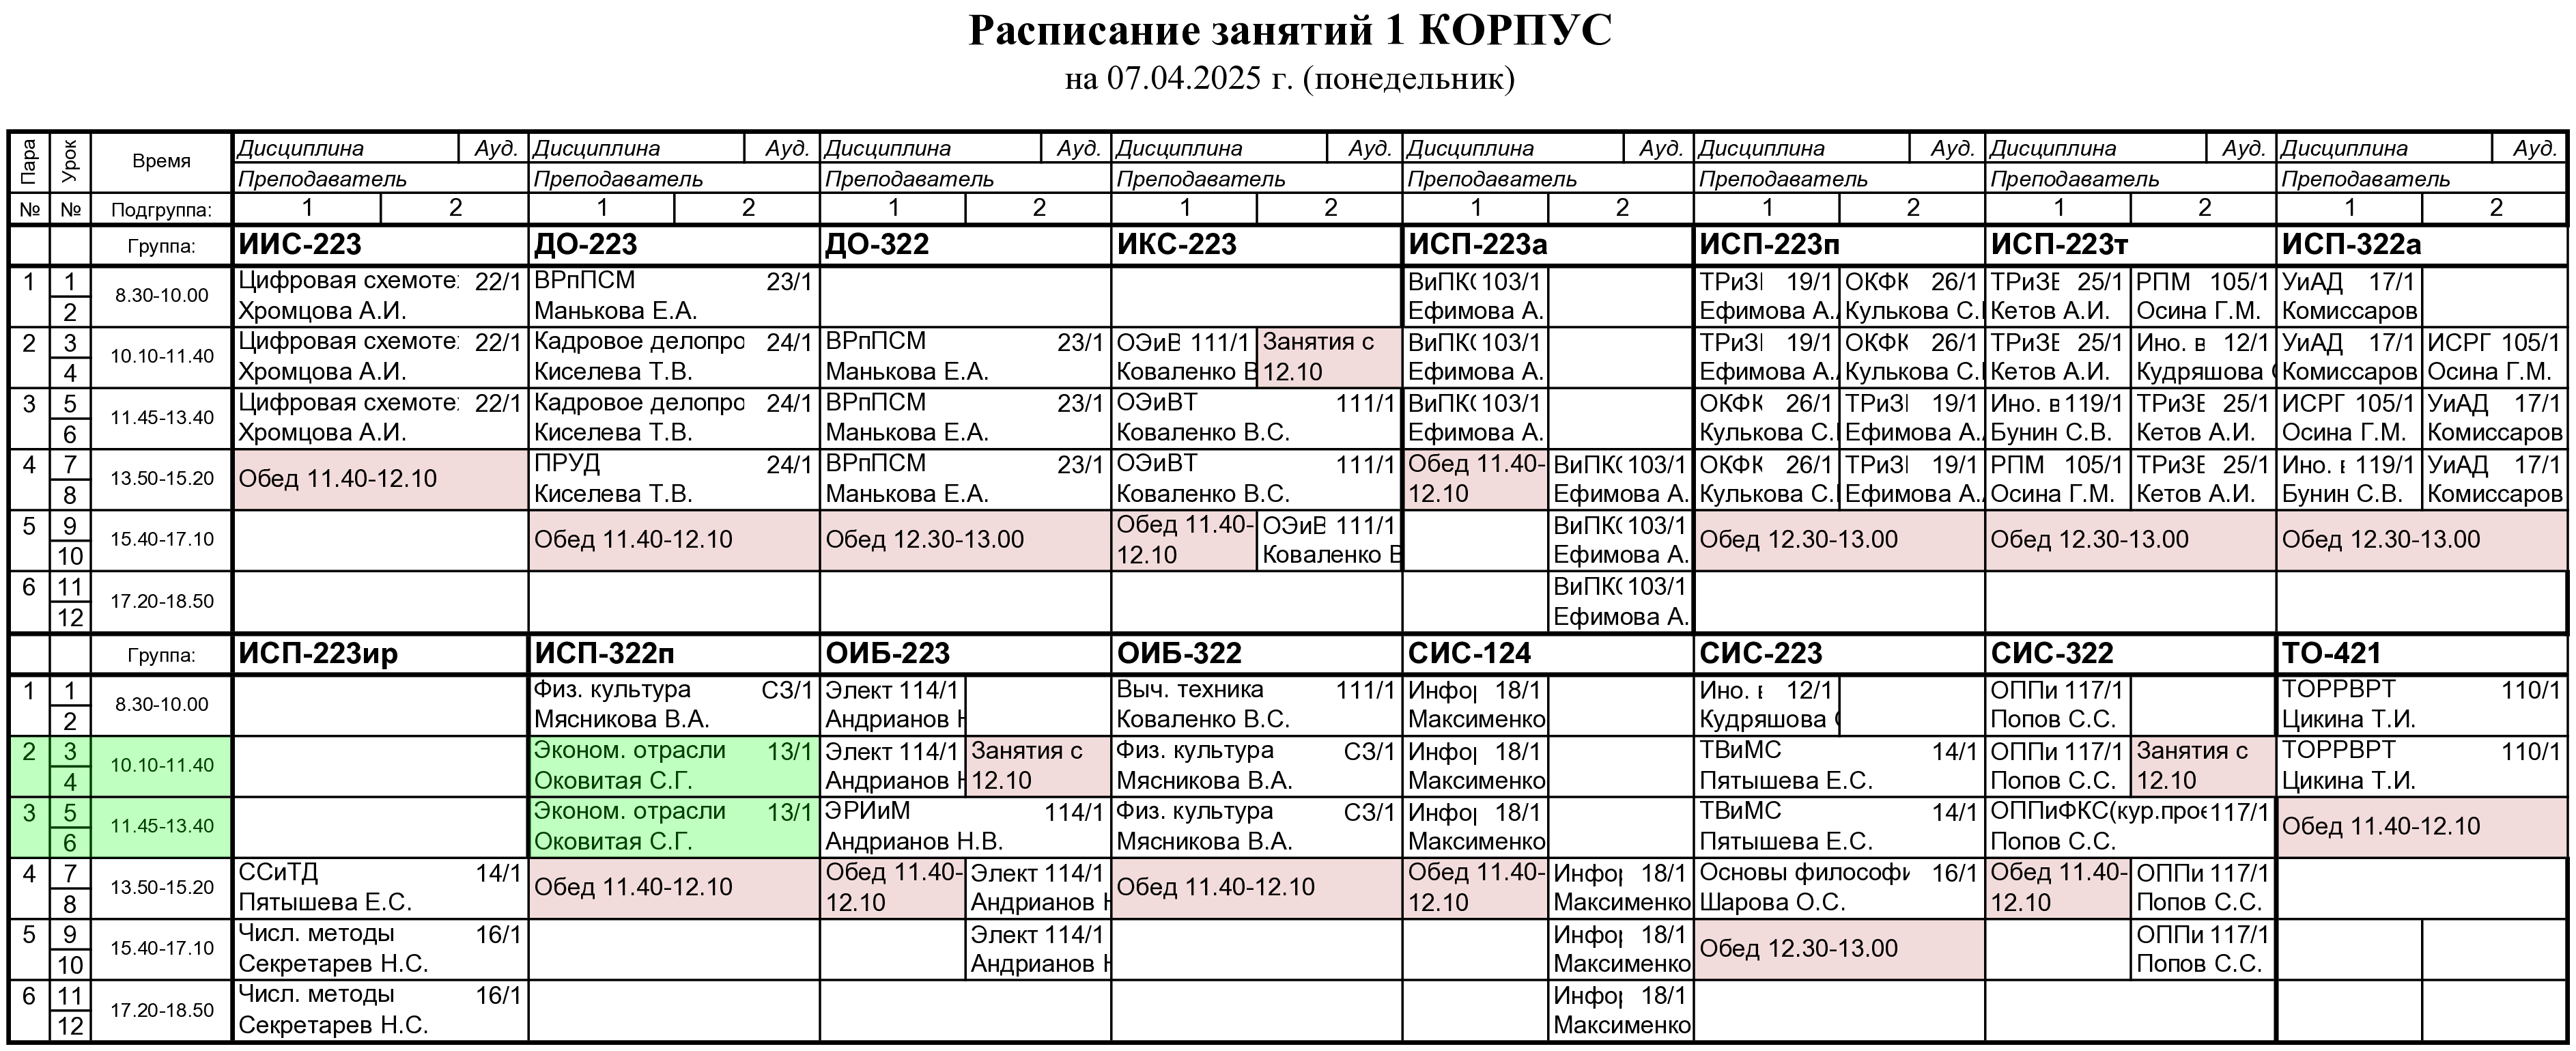 Расписание занятий 1 КОРПУС
на 07.04.2025 г. (понедельник)
Пара Урок Время Дисциплина Ауд. Дисциплина Ауд. Дисциплина Ауд. Дисциплина Ауд. Дисциплина Ауд. Дисциплина Ауд. Дисциплина Ауд. Дисциплина Ауд.
Преподаватель Преподаватель Преподаватель Преподаватель Преподаватель Преподаватель Преподаватель Преподаватель
№ № Подгруппа: 1 2 1 2 1 2 1 2 1 2 1 2 1 2 1 2
Группа: ИИС-223 ДО-223 ДО-322 ИКС-223 ИСП-223а ИСП-223п ИСП-223т ИСП-322а
1 1 8.30-10.00 Цифровая схемоте 22/1 ВРпПСМ 23/1 ВиПК 103/1 ТРиЗ 19/1 ОКФК 26/1 ТРиЗБ 25/1 РПМ 105/1 УиАД 17/1
2 Хромцова А.И. Манькова Е.А. Ефимова А. Ефимова А. Кулькова С. Кетов А.И. Осина Г.М. Комиссаров
2 3 10.10-11.40 Цифровая схемоте 22/1 Кадровое делопро 24/1 ВРпПСМ 23/1 ОЭиВ 111/1 Занятия с ВиПК 103/1 ТРиЗ 19/1 ОКФК 26/1 ТРиЗБ 25/1 Ино. в 12/1 УиАД 17/1 ИСРП 105/1
4 Хромцова А.И. Киселева Т.В. Манькова Е.А. Коваленко В 12.10 Ефимова А. Ефимова А. Кулькова С. Кетов А.И. Кудряшова Комиссаров Осина Г.М.
3 5 11.45-13.40 Цифровая схемоте 22/1 Кадровое делопро 24/1 ВРпПСМ 23/1 ОЭиВТ 111/1 ВиПК 103/1 ОКФК 26/1 ТРиЗ 19/1 Ино. в 119/1 ТРиЗБ 25/1 ИСРП 105/1 УиАД 17/1
6 Хромцова А.И. Киселева Т.В. Манькова Е.А. Коваленко В.С. Ефимова А. Кулькова С. Ефимова А. Бунин С.В. Кетов А.И. Осина Г.М. Комиссаров
4 7 13.50-15.20 Обед 11.40-12.10 ПРУД 24/1 ВРпПСМ 23/1 ОЭиВТ 111/1 Обед 11.40- ВиПК 103/1 ОКФК 26/1 ТРиЗ 19/1 РПМ 105/1 ТРиЗБ 25/1 Ино. 119/1 УиАД 17/1
8 Киселева Т.В. Манькова Е.А. Коваленко В.С. 12.10 Ефимова А. Кулькова С. Ефимова А. Осина Г.М. Кетов А.И. Бунин С.В. Комиссаров
5 9 15.40-17.10 Обед 11.40-12.10 Обед 12.30-13.00 Обед 11.40- ОЭиВ 111/1 ВиПК 103/1 Обед 12.30-13.00 Обед 12.30-13.00 Обед 12.30-13.00
10 12.10 Коваленко В Ефимова А.
6 11 17.20-18.50 ВиПК 103/1
12 Ефимова А.
Группа: ИСП-223ир ИСП-322п ОИБ-223 ОИБ-322 СИС-124 СИС-223 СИС-322 ТО-421
1 1 8.30-10.00 Физ. культура С3/1 Элект 114/1 Выч. техника 111/1 Инфо 18/1 Ино. 12/1 ОППи 117/1 ТОРРВРТ 110/1
2 Мясникова В.А. Андрианов Коваленко В.С. Максименко Кудряшова Попов С.С. Цикина Т.И.
2 3 10.10-11.40 Эконом. отрасли 13/1 Элект 114/1 Занятия с Физ. культура С3/1 Инфо 18/1 ТВиМС 14/1 ОППи 117/1 Занятия с ТОРРВРТ 110/1
4 Оковитая С.Г. Андрианов 12.10 Мясникова В.А. Максименко Пятышева Е.С. Попов С.С. 12.10 Цикина Т.И.
3 5 11.45-13.40 Эконом. отрасли 13/1 ЭРИиМ 114/1 Физ. культура С3/1 Инфо 18/1 ТВиМС 14/1 ОППиФКС(кур.прое 117/1 Обед 11.40-12.10
6 Оковитая С.Г. Андрианов Н.В. Мясникова В.А. Максименко Пятышева Е.С. Попов С.С.
4 7 13.50-15.20 ССиТД 14/1 Обед 11.40-12.10 Обед 11.40- Элект 114/1 Обед 11.40-12.10 Обед 11.40- Инфо 18/1 Основы философи 16/1 Обед 11.40- ОППи 117/1
8 Пятышева Е.С. 12.10 Андрианов 12.10 Максименко Шарова О.С. 12.10 Попов С.С.
5 9 15.40-17.10 Числ. методы 16/1 Элект 114/1 Инфо 18/1 Обед 12.30-13.00 ОППи 117/1
10 Секретарев Н.С. Андрианов Максименко Попов С.С.
6 11 17.20-18.50 Числ. методы 16/1 Инфо 18/1
12 Секретарев Н.С. Максименко